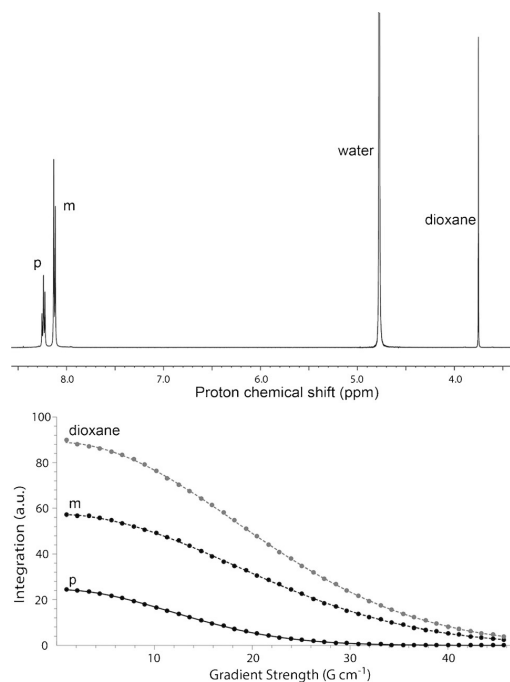 water
m
dioxane
p
8.0 7.0 6.0 5.0 4.0
Proton chemical shift (ppm)
100
dioxane
80
60
m
40
p
20
0
Integration (a.u.)
10 20 30 40
Gradient Strength (G cm⁻¹)